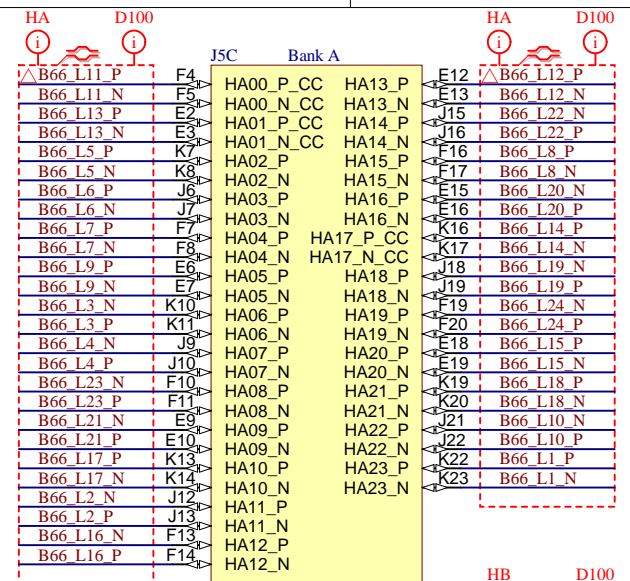 HA D100 HA D100
i i i i
J5C Bank A
B66_L11_P F4 HA00_P_CC HA13_P E12 B66_L12_P
B66_L11_N F5 HA00_N_CC HA13_N E13 B66_L12_N
B66_L13_P E2 HA01_P_CC HA14_P J15 B66_L22_N
B66_L13_N E3 HA01_N_CC HA14_N J16 B66_L22_P
B66_L5_P K7 HA02_P HA15_P F16 B66_L8_P
B66_L5_N K8 HA02_N HA15_N F17 B66_L8_N
B66_L6_P J6 HA03_P HA16_P E15 B66_L20_N
B66_L6_N J7 HA03_N HA16_N E16 B66_L20_P
B66_L7_P F7 HA04_P HA17_P_CC K16 B66_L14_P
B66_L7_N F8 HA04_N HA17_N_CC K17 B66_L14_N
B66_L9_P E6 HA05_P HA18_P J18 B66_L19_N
B66_L9_N E7 HA05_N HA18_N J19 B66_L19_P
B66_L3_N K10 HA06_P HA19_P F19 B66_L24_N
B66_L3_P K11 HA06_N HA19_N F20 B66_L24_P
B66_L4_N J9 HA07_P HA20_P E18 B66_L15_P
B66_L4_P J10 HA07_N HA20_N E19 B66_L15_N
B66_L23_N F10 HA08_P HA21_P K19 B66_L18_P
B66_L23_P F11 HA08_N HA21_N K20 B66_L18_N
B66_L21_N E9 HA09_P HA22_P J21 B66_L10_N
B66_L21_P E10 HA09_N HA22_N J22 B66_L10_P
B66_L17_P K13 HA10_P HA23_P K22 B66_L1_P
B66_L17_N K14 HA10_N HA23_N K23 B66_L1_N
B66_L2_N J12 HA11_P
B66_L2_P J13 HA11_N
B66_L16_N F13 HA12_P
B66_L16_P F14 HA12_N
HB D100